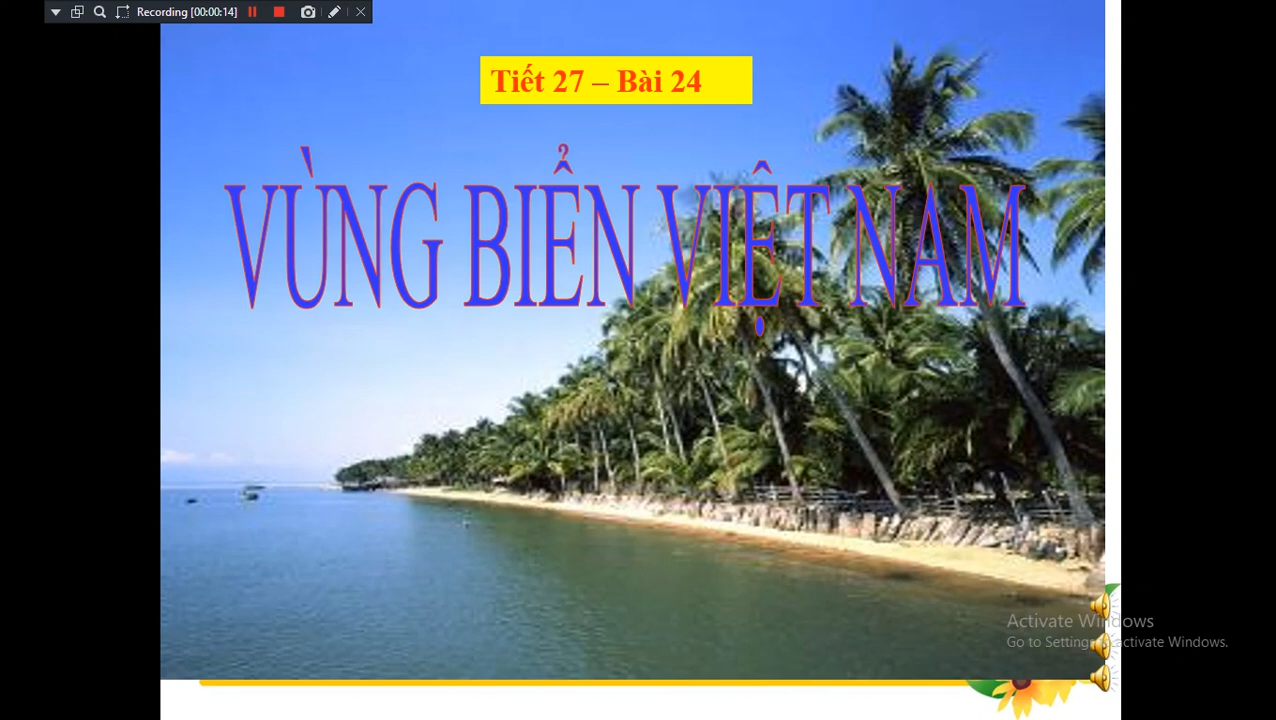 Recording [00:00:14]
Tiết 27 – Bài 24
VÙNG BIỂN VIỆT NAM
Activate Windows
Go to Settings activate Windows.